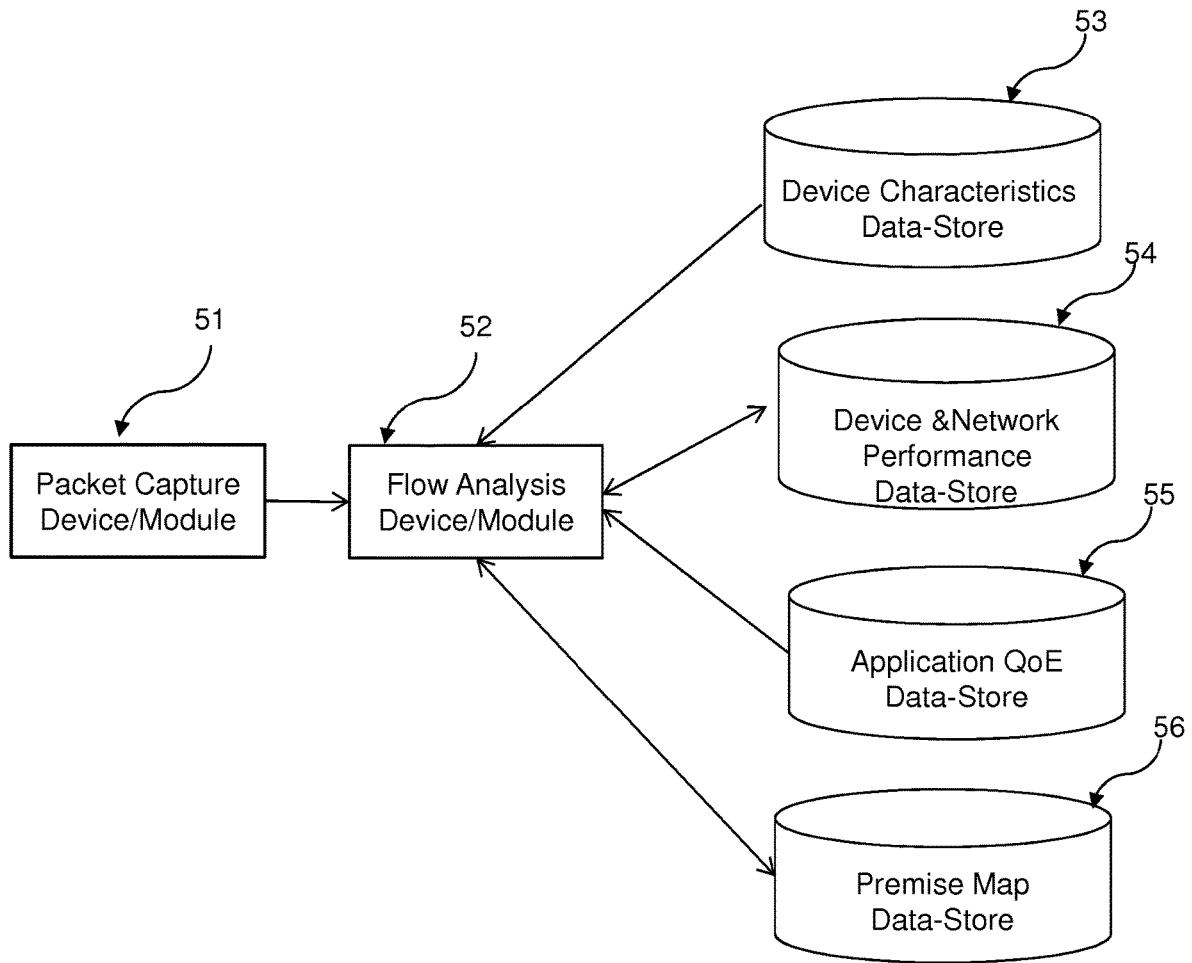 53
Device Characteristics
Data-Store
54
51
52
Device &Network
Performance
Data-Store
Packet Capture
Device/Module
Flow Analysis
Device/Module
55
Application QoE
Data-Store
56
Premise Map
Data-Store